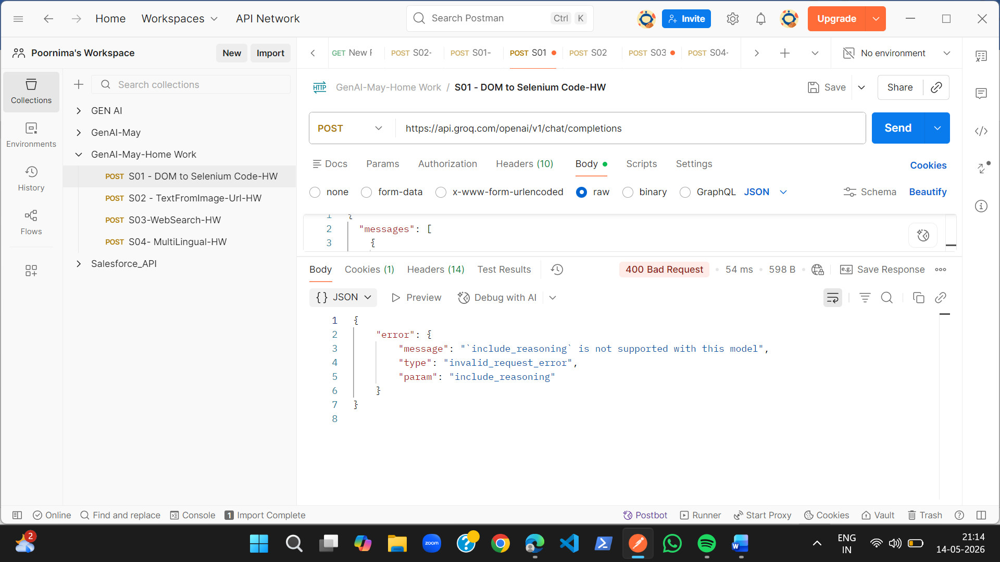 Home
Workspaces
API Network
Search Postman
Ctrl
K
Invite
Upgrade
Poornima's Workspace
New
Import
GET New F
POST S02-
POST S01-
POST S01
POST S02
POST S03
POST S04-
No environment
Collections
Environments
History
Flows
Search collections
GEN AI
GenAI-May
GenAI-May-Home Work
POST S01 - DOM to Selenium Code-HW
POST S02 - TextFromImage-Url-HW
POST S03-WebSearch-HW
POST S04- MultiLingual-HW
Salesforce_API
HTTP
GenAI-May-Home Work / S01 - DOM to Selenium Code-HW
Save
Share
POST
https://api.groq.com/openai/v1/chat/completions
Send
Docs
Params
Authorization
Headers (10)
Body
Scripts
Settings
Cookies
none
form-data
x-www-form-urlencoded
raw
binary
GraphQL
JSON
Schema
Beautify
1 {
2 "messages": [
3 {
Body
Cookies (1)
Headers (14)
Test Results
400 Bad Request
54 ms
598 B
e.g.
Save Response
{} JSON
Preview
Debug with AI
1 {
2 "error": {
3 "message": "`include_reasoning` is not supported with this model",
4 "type": "invalid_request_error",
5 "param": "include_reasoning"
6 }
7 }
8
Online
Find and replace
Console
1 Import Complete
Postbot
Runner
Start Proxy
Cookies
Vault
Trash
2
zoom
ENG
IN
21:14
14-05-2026